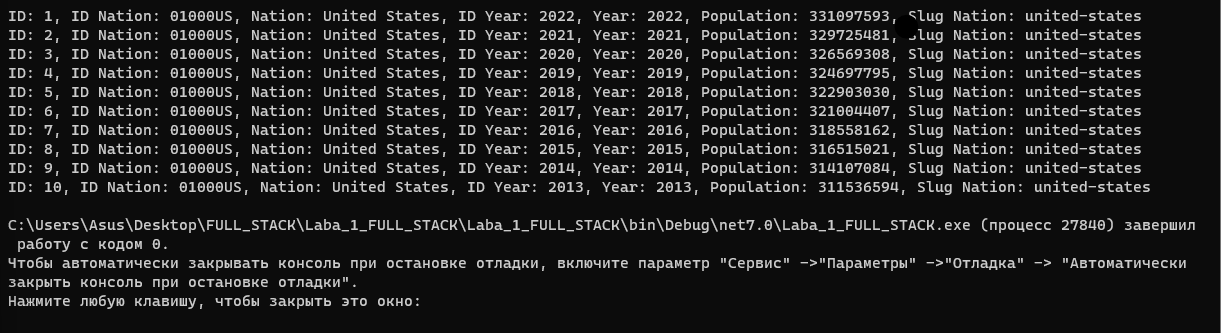 ID: 1, ID Nation: 01000US, Nation: United States, ID Year: 2022, Year: 2022, Population: 331097593, Slug Nation: united-states
ID: 2, ID Nation: 01000US, Nation: United States, ID Year: 2021, Year: 2021, Population: 329725481, Slug Nation: united-states
ID: 3, ID Nation: 01000US, Nation: United States, ID Year: 2020, Year: 2020, Population: 326569308, Slug Nation: united-states
ID: 4, ID Nation: 01000US, Nation: United States, ID Year: 2019, Year: 2019, Population: 324697795, Slug Nation: united-states
ID: 5, ID Nation: 01000US, Nation: United States, ID Year: 2018, Year: 2018, Population: 322903030, Slug Nation: united-states
ID: 6, ID Nation: 01000US, Nation: United States, ID Year: 2017, Year: 2017, Population: 321004407, Slug Nation: united-states
ID: 7, ID Nation: 01000US, Nation: United States, ID Year: 2016, Year: 2016, Population: 318558162, Slug Nation: united-states
ID: 8, ID Nation: 01000US, Nation: United States, ID Year: 2015, Year: 2015, Population: 316515021, Slug Nation: united-states
ID: 9, ID Nation: 01000US, Nation: United States, ID Year: 2014, Year: 2014, Population: 314107084, Slug Nation: united-states
ID: 10, ID Nation: 01000US, Nation: United States, ID Year: 2013, Year: 2013, Population: 311536594, Slug Nation: united-states
C:\Users\Asus\Desktop\FULL_STACK\Laba_1_FULL_STACK\Laba_1_FULL_STACK\bin\Debug\net7.0\Laba_1_FULL_STACK.exe (процесс 27840) завершил
работу с кодом 0.
Чтобы автоматически закрывать консоль при остановке отладки, включите параметр "Сервис" ->"Параметры" ->"Отладка" -> "Автоматически
закрыть консоль при остановке отладки".
Нажмите любую клавишу, чтобы закрыть это окно: